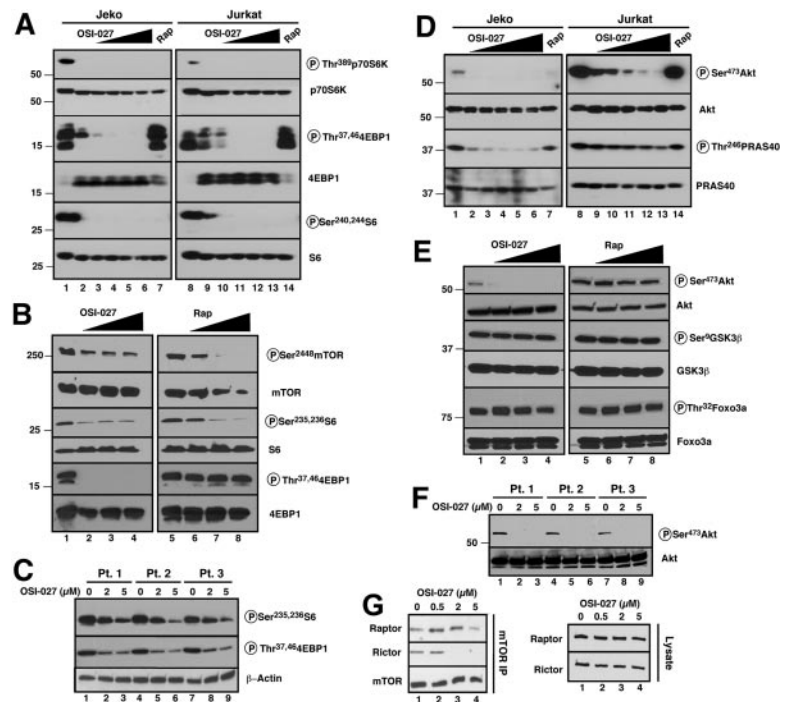 A
Jeko Jurkat
OSI-027 Rap OSI-027 Rap
50 Ⓟ Thr389p70S6K
50 p70S6K
15 Ⓟ Thr37,464EBP1
15 4EBP1
25 ⓅSer240,244S6
25 S6
1 2 3 4 5 6 7 8 9 10 11 12 13 14
B
OSI-027 Rap
250 ⓅSer2448mTOR
mTOR
25 ⓅSer235,236S6
S6
15 Ⓟ Thr37,464EBP1
4EBP1
1 2 3 4 5 6 7 8
C
Pt. 1 Pt. 2 Pt. 3
OSI-027 (µM) 0 2 5 0 2 5 0 2 5
ⓅSer235,236S6
Ⓟ Thr37,464EBP1
β-Actin
1 2 3 4 5 6 7 8 9
D
Jeko Jurkat
OSI-027 Rap OSI-027 Rap
50 Ⓟ Ser473Akt
Akt
37 Ⓟ Thr246PRAS40
37 PRAS40
1 2 3 4 5 6 7 8 9 10 11 12 13 14
E
OSI-027 Rap
50 Ⓟ Ser473Akt
Akt
37 Ⓟ Ser9GSK3β
GSK3β
75 ⓅThr32Foxo3a
Foxo3a
1 2 3 4 5 6 7 8
F
Pt. 1 Pt. 2 Pt. 3
OSI-027 (µM) 0 2 5 0 2 5 0 2 5
50 ⓅSer473Akt
Akt
1 2 3 4 5 6 7 8 9
G
OSI-027 (µM)
0 0.5 2 5
Raptor
Rictor
mTOR
1 2 3 4
mTOR IP
OSI-027 (µM)
0 0.5 2 5
Raptor
Rictor
1 2 3 4
Lysate